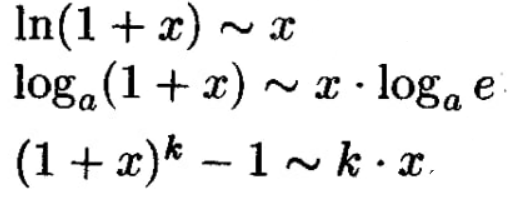 ln(1 + x) ∼ x
logₐ(1 + x) ∼ x · logₐ e
(1 + x)ᵏ − 1 ∼ k · x.